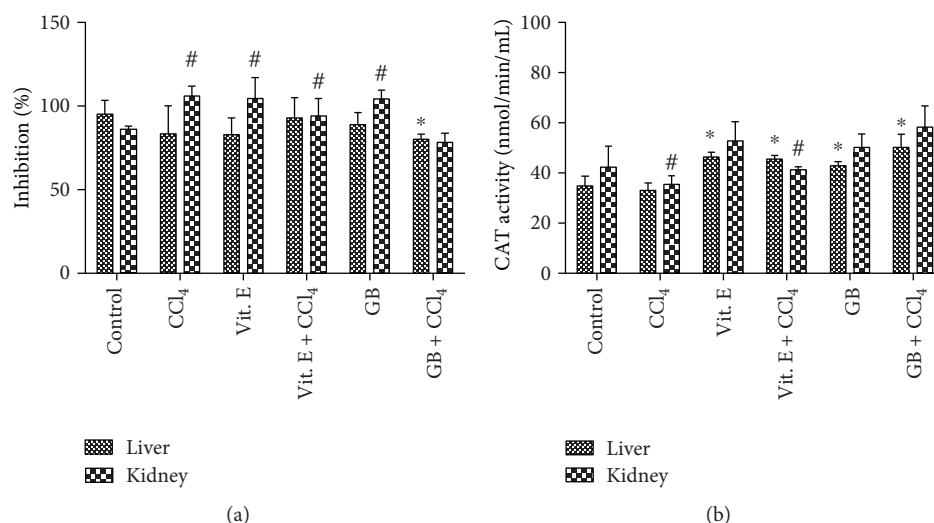 150
100
50
0
Inhibition (%)
#
#
#
#
*
Control
CCl₄
Vit. E
Vit. E + CCl₄
GB
GB + CCl₄
Liver
Kidney
(a)
100
80
60
40
20
0
CAT activity (nmol/min/mL)
#
*
*
#
*
*
Control
CCl₄
Vit. E
Vit. E + CCl₄
GB
GB + CCl₄
Liver
Kidney
(b)